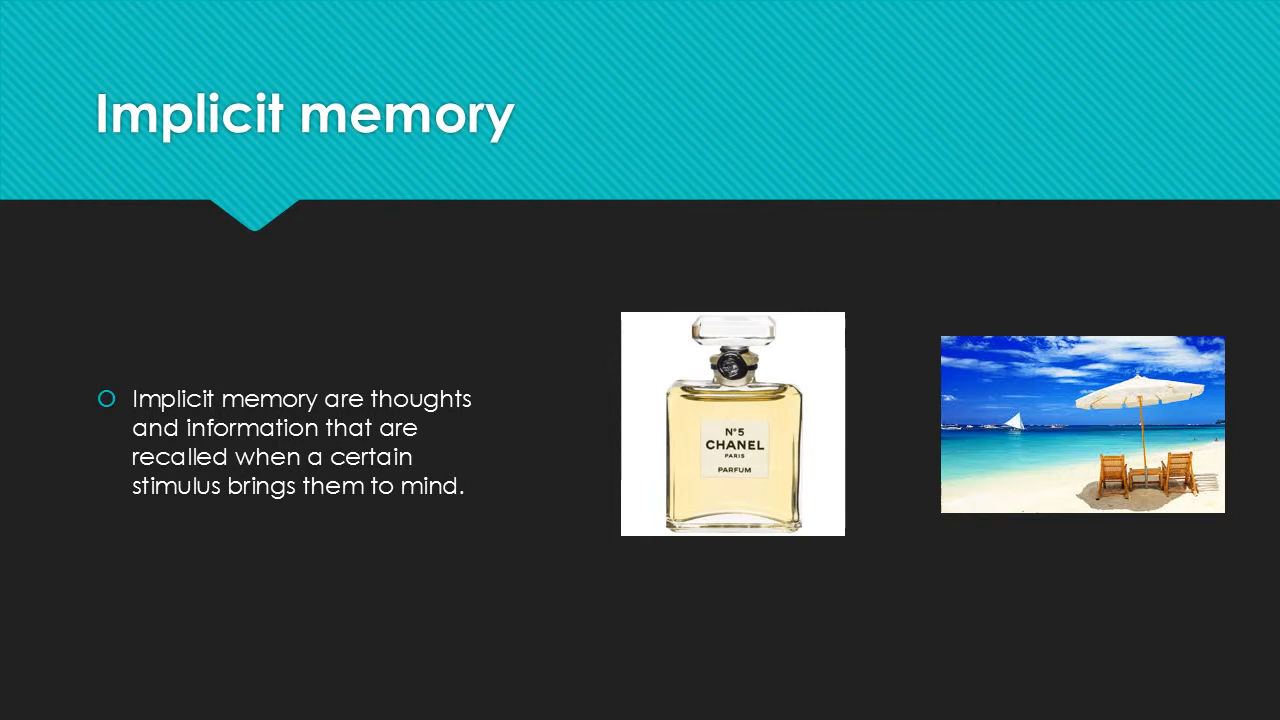 Implicit memory
Implicit memory are thoughts
and information that are
recalled when a certain
stimulus brings them to mind.
N°5
CHANEL
PARIS
PARFUM